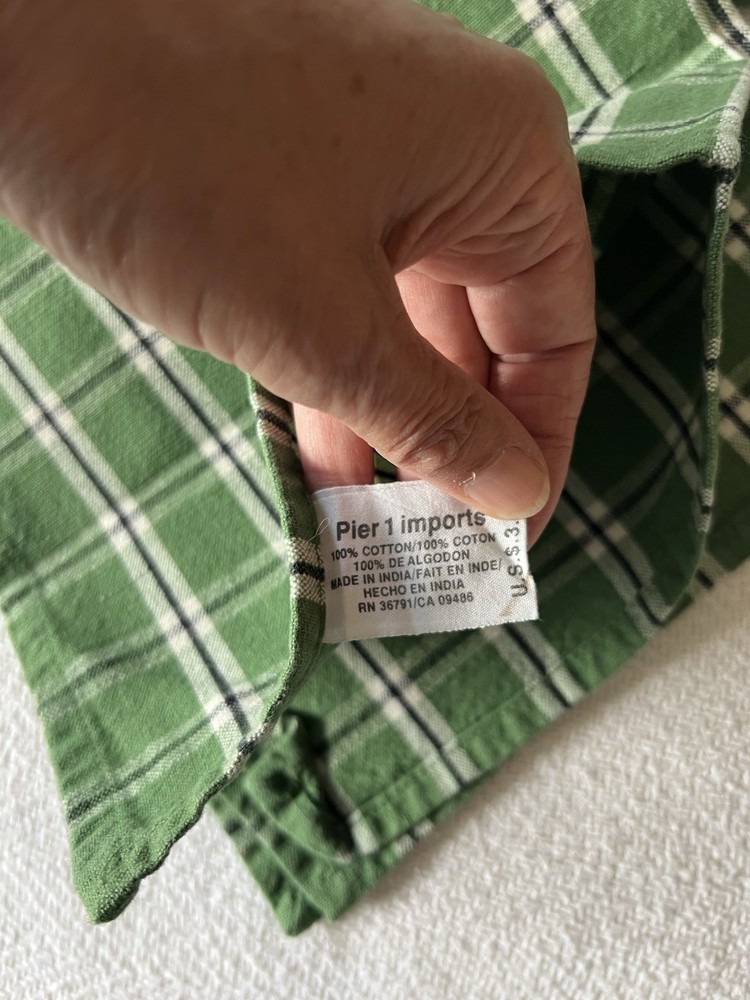 Pier 1 imports
100% COTTON/100% COTON
100% DE ALGODON
MADE IN INDIA/FAIT EN INDE/
HECHO EN INDIA
RN 36791/CA 09486
U.S.$.3.